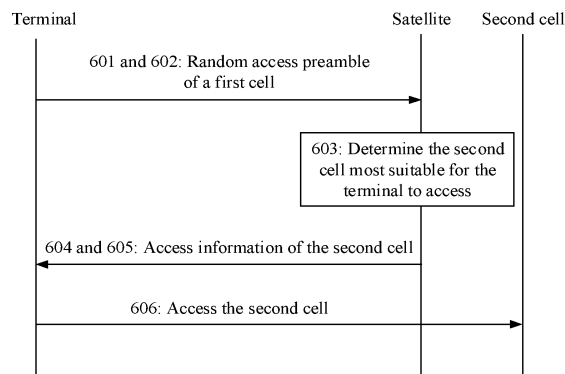 Terminal
Satellite
Second cell
601 and 602: Random access preamble
of a first cell
603: Determine the second
cell most suitable for the
terminal to access
604 and 605: Access information of the second cell
606: Access the second cell